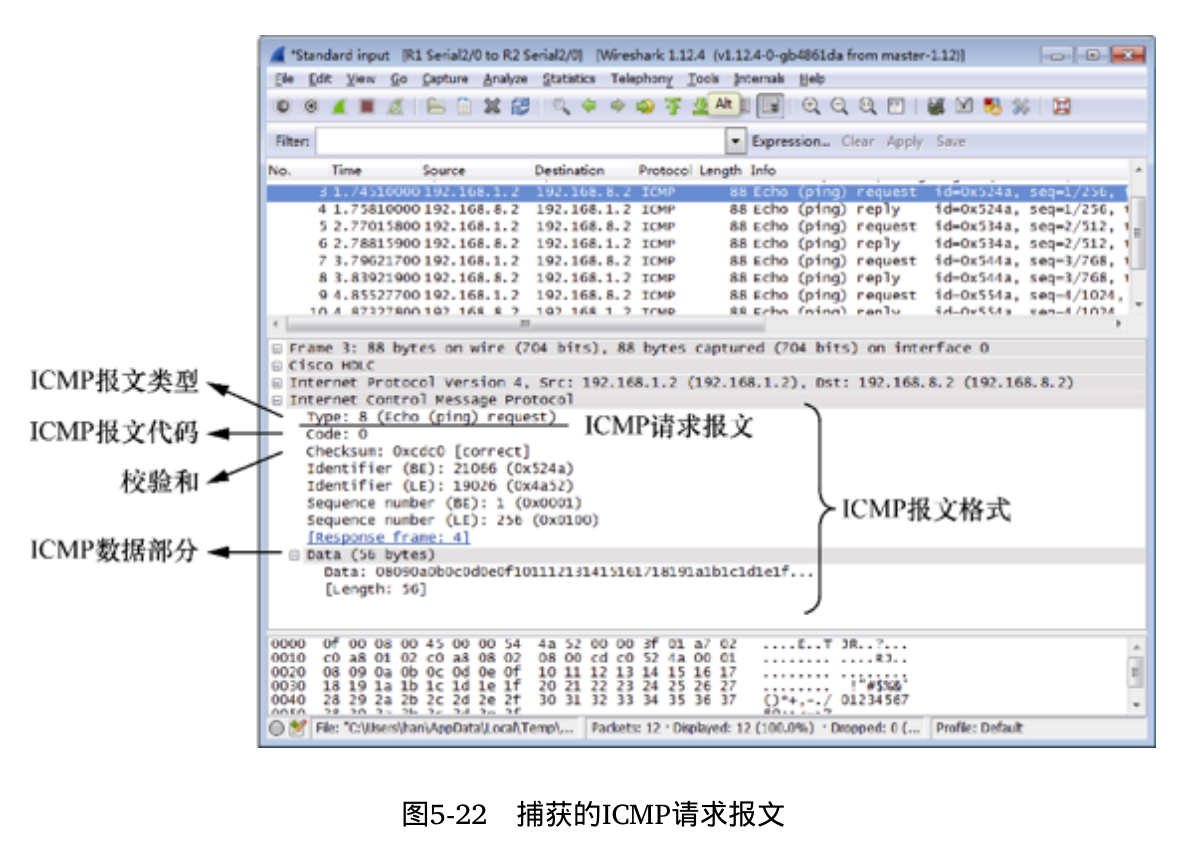 *Standard input [R1 Serial2/0 to R2 Serial2/0] [Wireshark 1.12.4 (v1.12.4-0-gb4861da from master-1.12)]
File Edit View Go Capture Analyze Statistics Telephony Tools Internals Help
Alt
Filter: Expression... Clear Apply Save
No. Time Source Destination Protocol Length Info
3 1.74510000 192.168.1.2 192.168.8.2 ICMP 88 Echo (ping) request id=0x524a, seq=1/256,
4 1.75810000 192.168.8.2 192.168.1.2 ICMP 88 Echo (ping) reply id=0x524a, seq=1/256,
5 2.77015800 192.168.1.2 192.168.8.2 ICMP 88 Echo (ping) request id=0x534a, seq=2/512,
6 2.78815900 192.168.8.2 192.168.1.2 ICMP 88 Echo (ping) reply id=0x534a, seq=2/512,
7 3.79621700 192.168.1.2 192.168.8.2 ICMP 88 Echo (ping) request id=0x544a, seq=3/768,
8 3.83921900 192.168.8.2 192.168.1.2 ICMP 88 Echo (ping) reply id=0x544a, seq=3/768,
9 4.85527700 192.168.1.2 192.168.8.2 ICMP 88 Echo (ping) request id=0x554a, seq=4/1024,
10 4.87327800 192.168.8.2 192.168.1.2 ICMP 88 Echo (ping) reply id=0x554a, seq=4/1024
Frame 3: 88 bytes on wire (704 bits), 88 bytes captured (704 bits) on interface 0
Cisco HDLC
Internet Protocol Version 4, Src: 192.168.1.2 (192.168.1.2), Dst: 192.168.8.2 (192.168.8.2)
Internet Control Message Protocol
ICMP报文类型
Type: 8 (Echo (ping) request)
ICMP请求报文
ICMP报文代码
Code: 0
Checksum: 0xcdc0 [correct]
校验和
Identifier (BE): 21066 (0x524a)
Identifier (LE): 19026 (0x4a52)
Sequence number (BE): 1 (0x0001)
ICMP报文格式
Sequence number (LE): 256 (0x0100)
[Response frame: 4]
ICMP数据部分
Data (56 bytes)
Data: 08090a0b0c0d0e0f101112131415161718191a1b1c1d1e1f...
[Length: 56]
0000 0f 00 08 00 45 00 00 54 4a 52 00 00 3f 01 a7 02 ....E..T JR..?...
0010 c0 a8 01 02 c0 a8 08 02 08 00 cd c0 52 4a 00 01 ........ ....RJ..
0020 08 09 0a 0b 0c 0d 0e 0f 10 11 12 13 14 15 16 17 ........ ........
0030 18 19 1a 1b 1c 1d 1e 1f 20 21 22 23 24 25 26 27 ........ !"#$%&'
0040 28 29 2a 2b 2c 2d 2e 2f 30 31 32 33 34 35 36 37 ()*+,-./ 01234567
File: "C:\Users\han\AppData\Local\Temp\... Packets: 12 · Displayed: 12 (100.0%) · Dropped: 0 (... Profile: Default
图5-22 捕获的ICMP请求报文